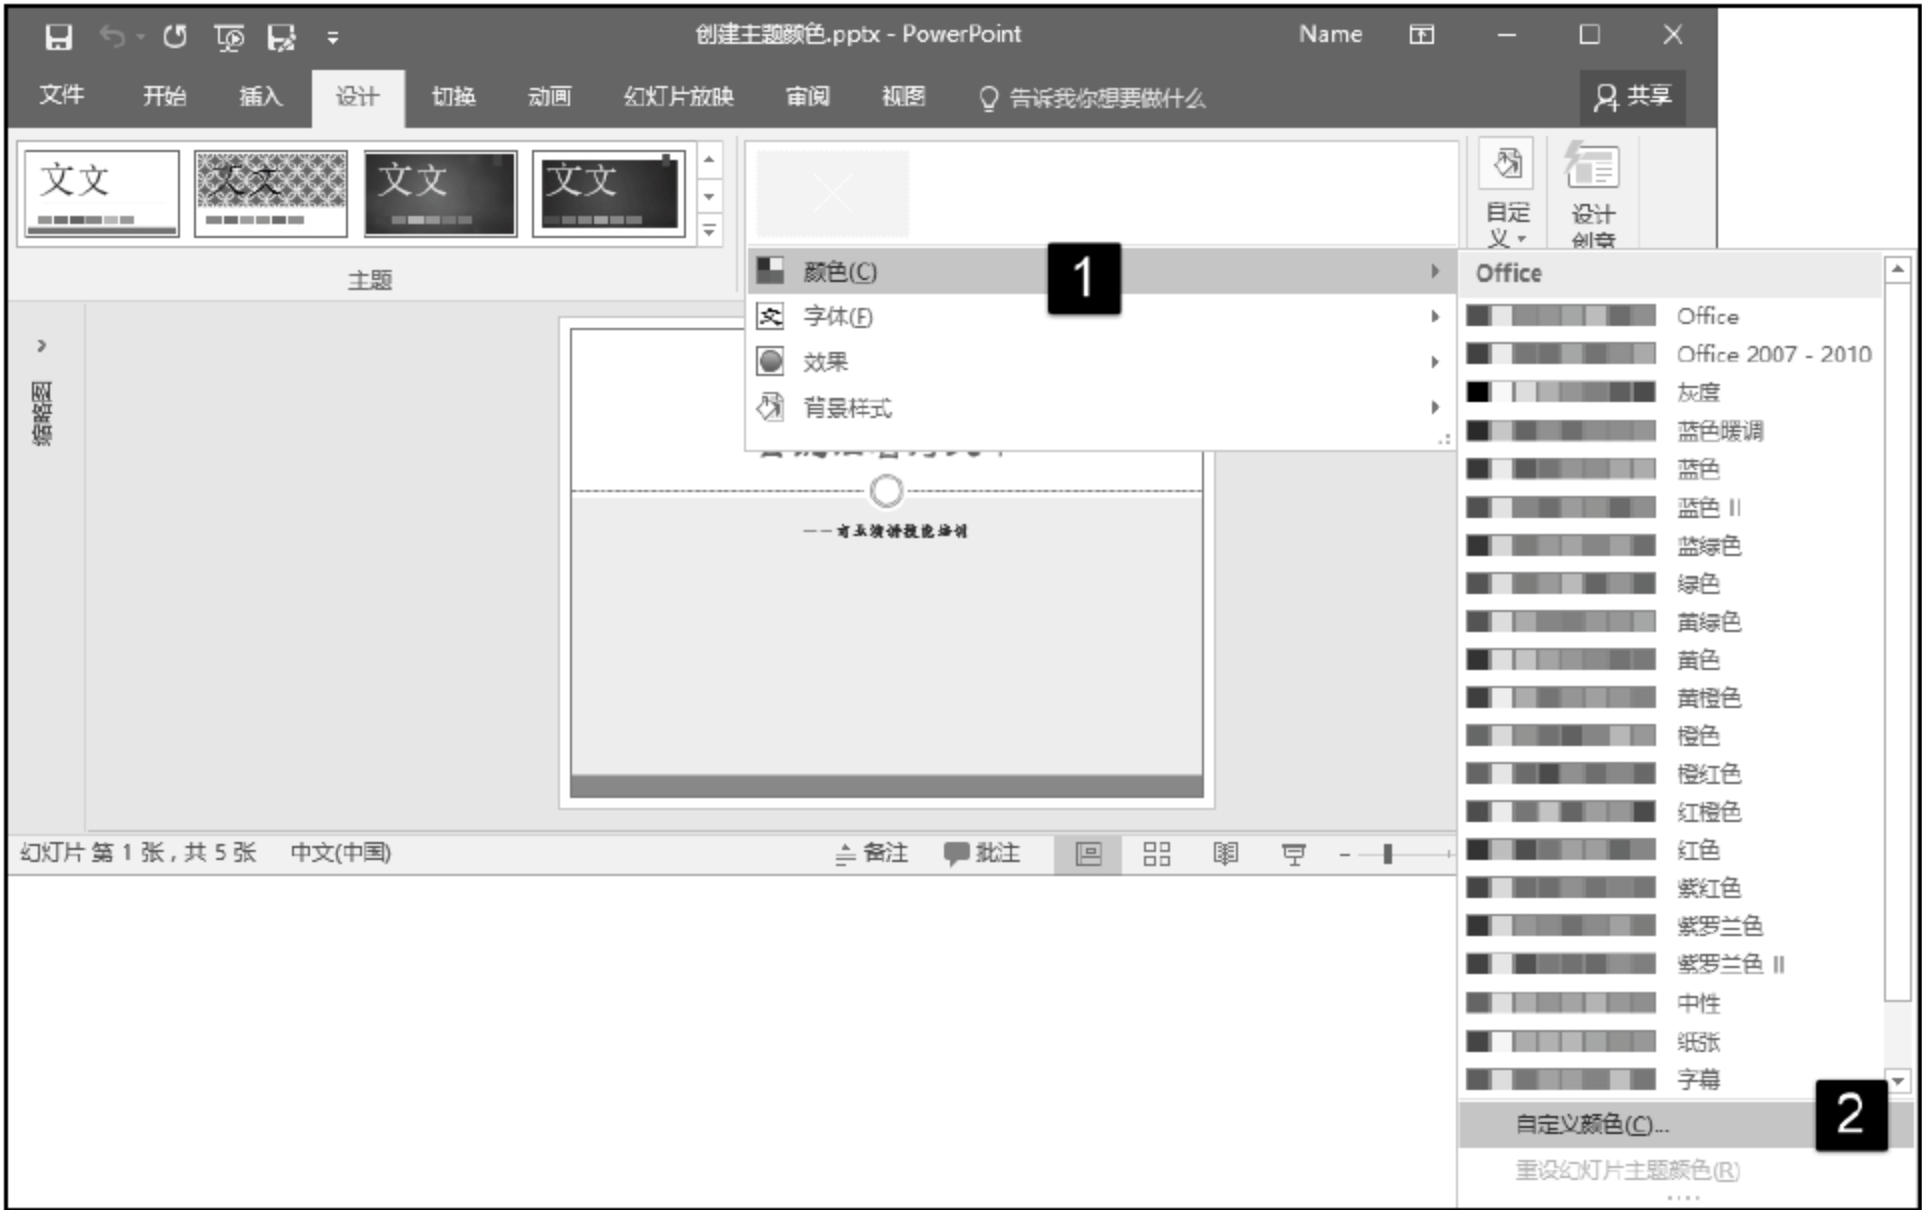 创建主题颜色.pptx - PowerPoint
Name
文件 开始 插入 设计 切换 动画 幻灯片放映 审阅 视图 告诉我你想要做什么 共享
文文 文文 文文 文文
主题
自定义
设计创意
颜色(C)
1
字体(F)
效果
背景样式
Office
Office
Office 2007 - 2010
灰度
蓝色暖调
蓝色
蓝色 II
蓝绿色
绿色
黄绿色
黄色
黄橙色
橙色
橙红色
红橙色
红色
紫红色
紫罗兰色
紫罗兰色 II
中性
纸张
字幕
自定义颜色(C)...
2
重设幻灯片主题颜色(R)
缩略图
幻灯片 第 1 张，共 5 张 中文(中国) 备注 批注